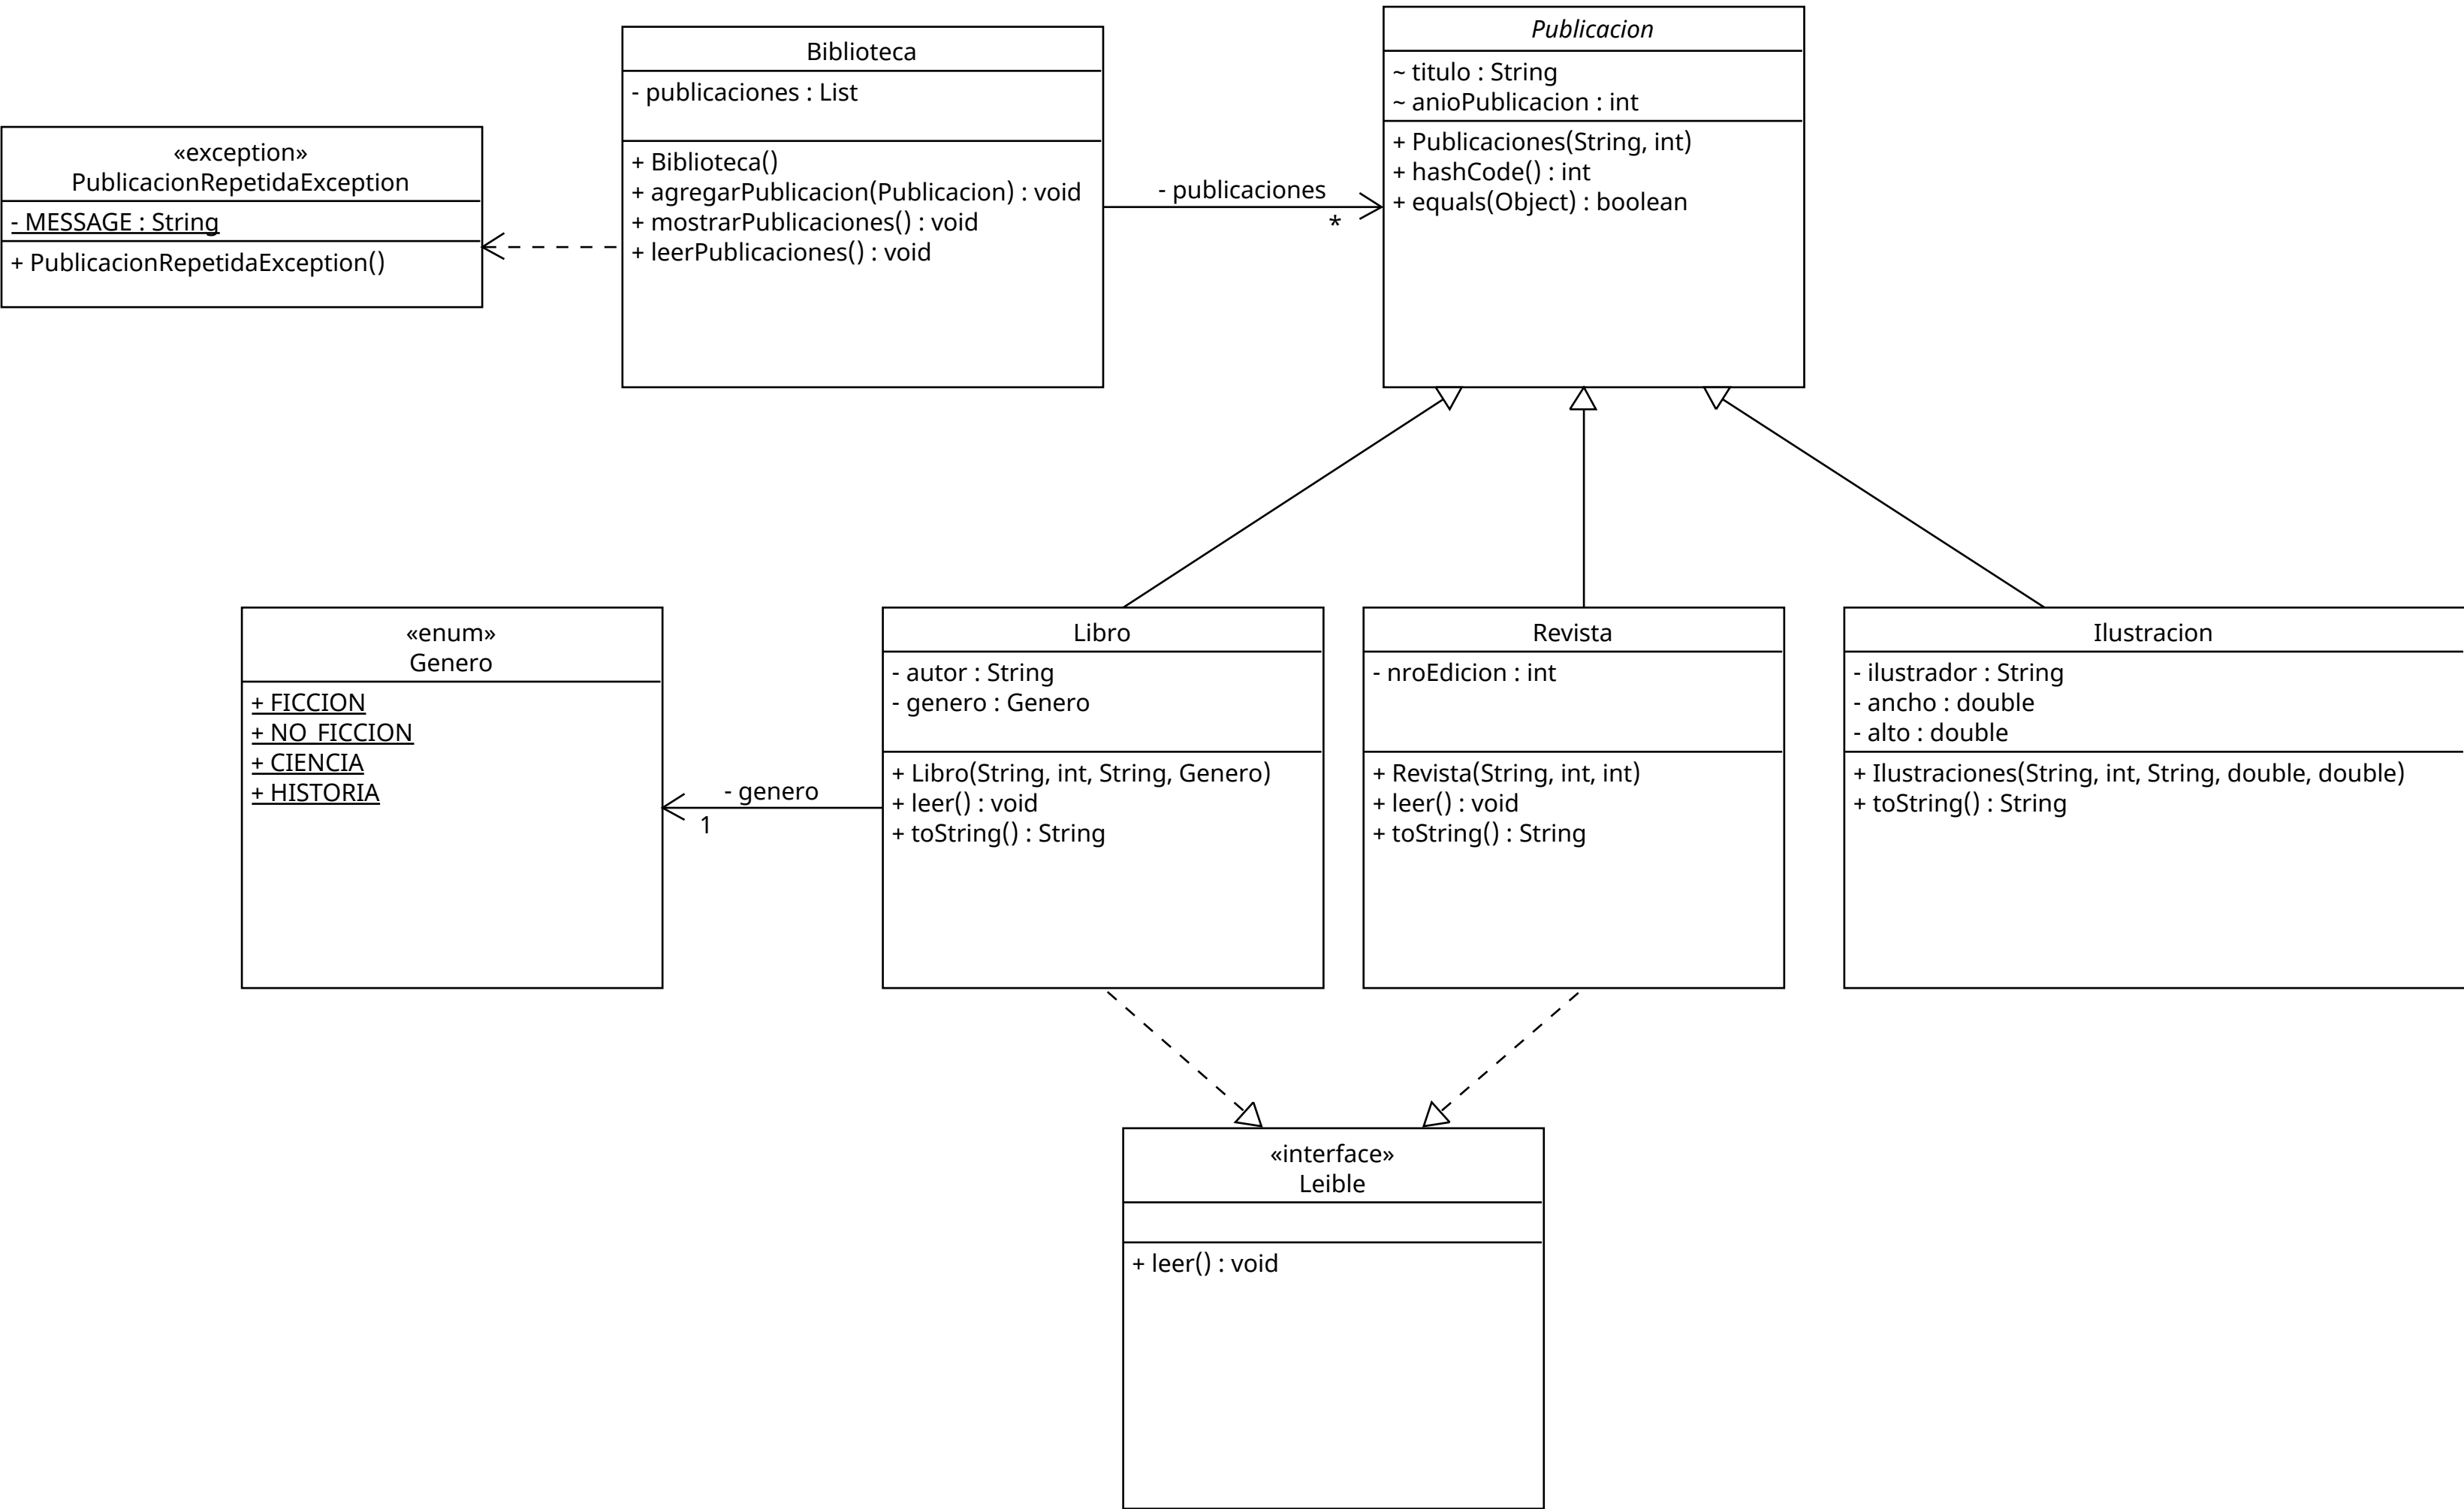 Biblioteca
- publicaciones : List
+ Biblioteca()
+ agregarPublicacion(Publicacion) : void
+ mostrarPublicaciones() : void
+ leerPublicaciones() : void
Publicacion
~ titulo : String
~ anioPublicacion : int
+ Publicaciones(String, int)
+ hashCode() : int
+ equals(Object) : boolean
«exception»
PublicacionRepetidaException
- MESSAGE : String
+ PublicacionRepetidaException()
- publicaciones
*
«enum»
Genero
+ FICCION
+ NO_FICCION
+ CIENCIA
+ HISTORIA
- genero
1
Libro
- autor : String
- genero : Genero
+ Libro(String, int, String, Genero)
+ leer() : void
+ toString() : String
Revista
- nroEdicion : int
+ Revista(String, int, int)
+ leer() : void
+ toString() : String
Ilustracion
- ilustrador : String
- ancho : double
- alto : double
+ Ilustraciones(String, int, String, double, double)
+ toString() : String
«interface»
Leible
+ leer() : void